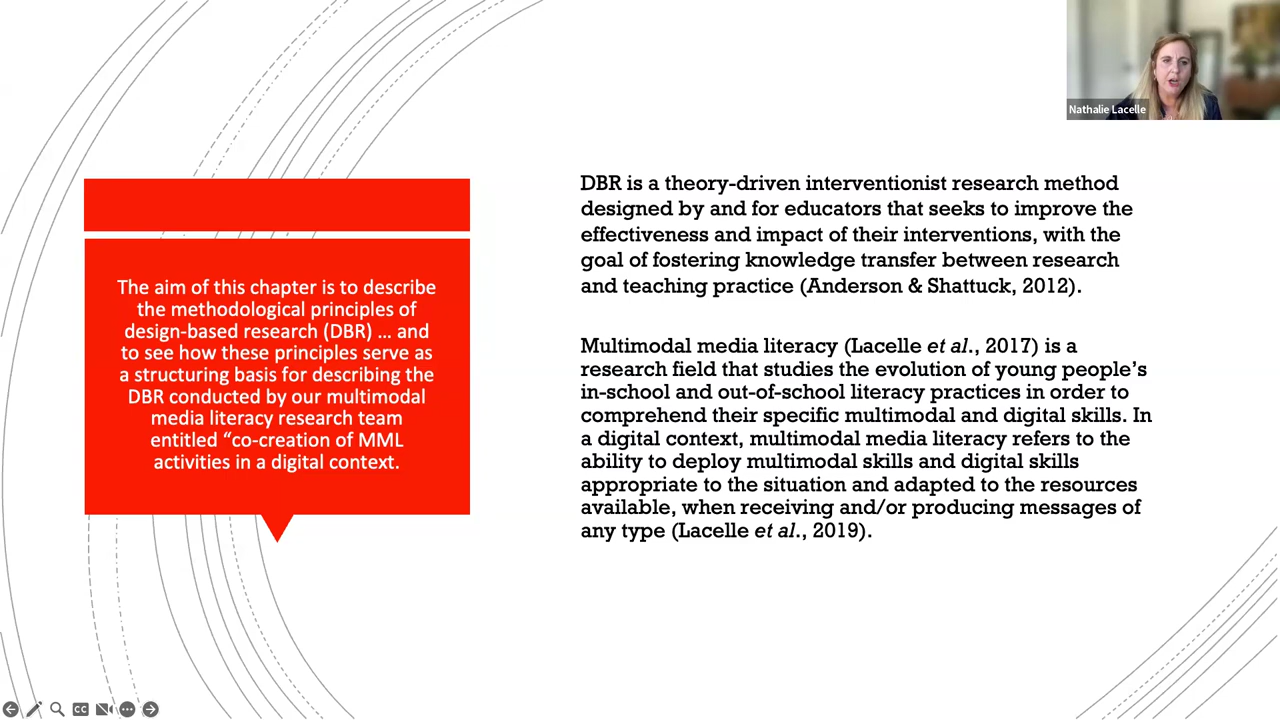 Nathalie Lacelle
The aim of this chapter is to describe
the methodological principles of
design-based research (DBR) ... and
to see how these principles serve as
a structuring basis for describing the
DBR conducted by our multimodal
media literacy research team
entitled “co-creation of MML
activities in a digital context.
DBR is a theory-driven interventionist research method
designed by and for educators that seeks to improve the
effectiveness and impact of their interventions, with the
goal of fostering knowledge transfer between research
and teaching practice (Anderson & Shattuck, 2012).
Multimodal media literacy (Lacelle et al., 2017) is a
research field that studies the evolution of young people’s
in-school and out-of-school literacy practices in order to
comprehend their specific multimodal and digital skills. In
a digital context, multimodal media literacy refers to the
ability to deploy multimodal skills and digital skills
appropriate to the situation and adapted to the resources
available, when receiving and/or producing messages of
any type (Lacelle et al., 2019).
CC